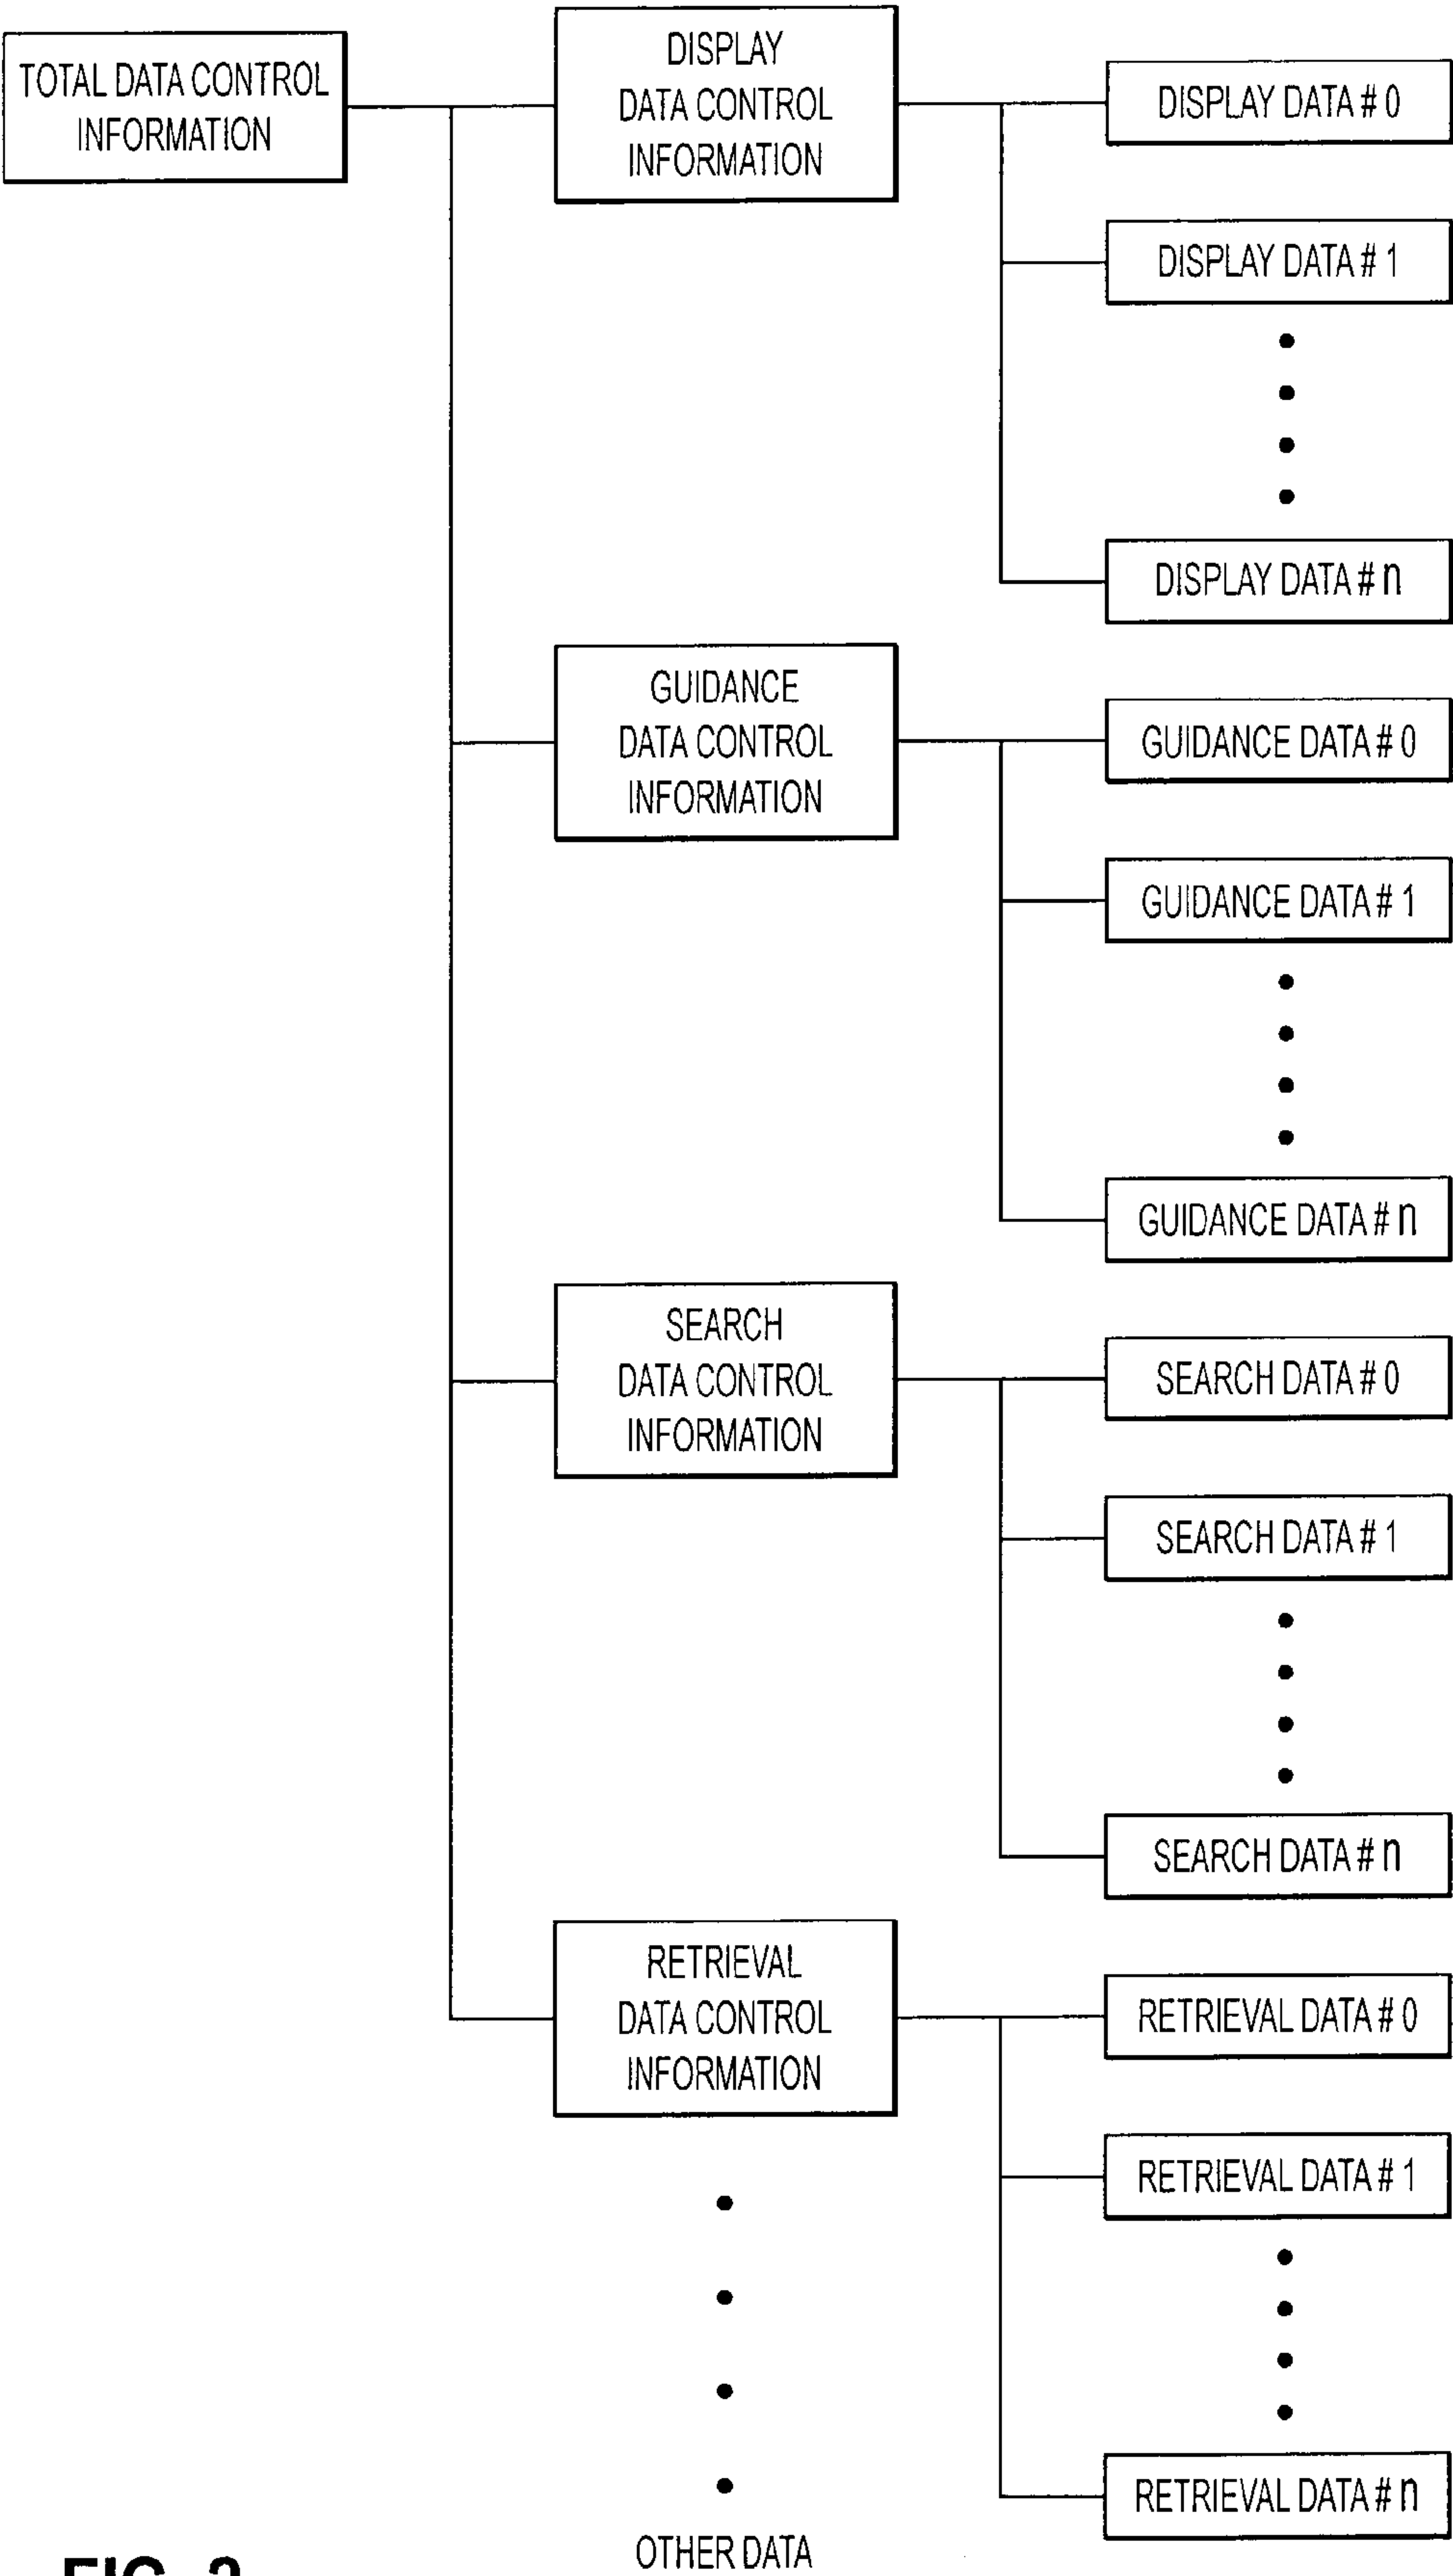 TOTAL DATA CONTROL
INFORMATION
DISPLAY
DATA CONTROL
INFORMATION
DISPLAY DATA # 0
DISPLAY DATA # 1
DISPLAY DATA # n
GUIDANCE
DATA CONTROL
INFORMATION
GUIDANCE DATA # 0
GUIDANCE DATA # 1
GUIDANCE DATA # n
SEARCH
DATA CONTROL
INFORMATION
SEARCH DATA # 0
SEARCH DATA # 1
SEARCH DATA # n
RETRIEVAL
DATA CONTROL
INFORMATION
RETRIEVAL DATA # 0
RETRIEVAL DATA # 1
RETRIEVAL DATA # n
OTHER DATA
FIG.